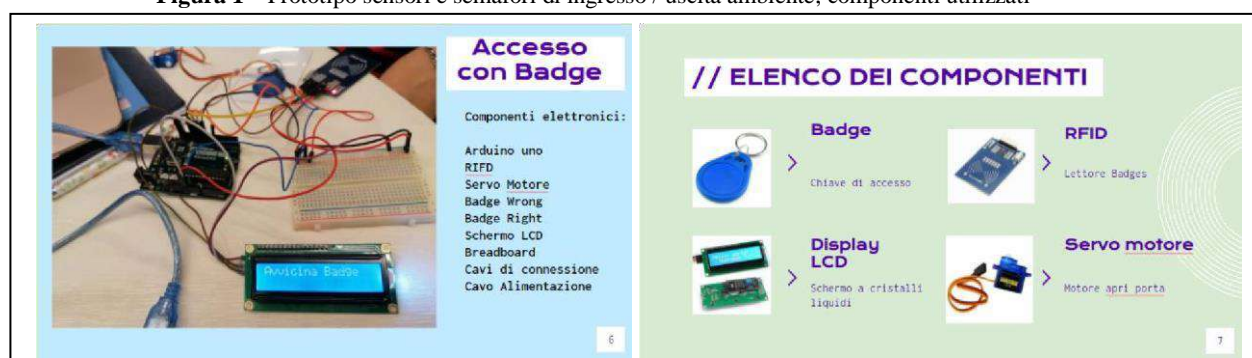 Figura 1 – Prototipo sensori e semafori di ingresso / uscita ambiente, componenti utilizzati
Accesso
con Badge
Componenti elettronici:
Arduino uno
RIFD
Servo Motore
Badge Wrong
Badge Right
Schermo LCD
Breadboard
Cavi di connessione
Cavo Alimentazione
Avvicina Badge
6
// ELENCO DEI COMPONENTI
Badge
Chiave di accesso
RFID
Lettore Badges
Display
LCD
Schermo a cristalli
liquidi
Servo motore
Motore apri porta
7